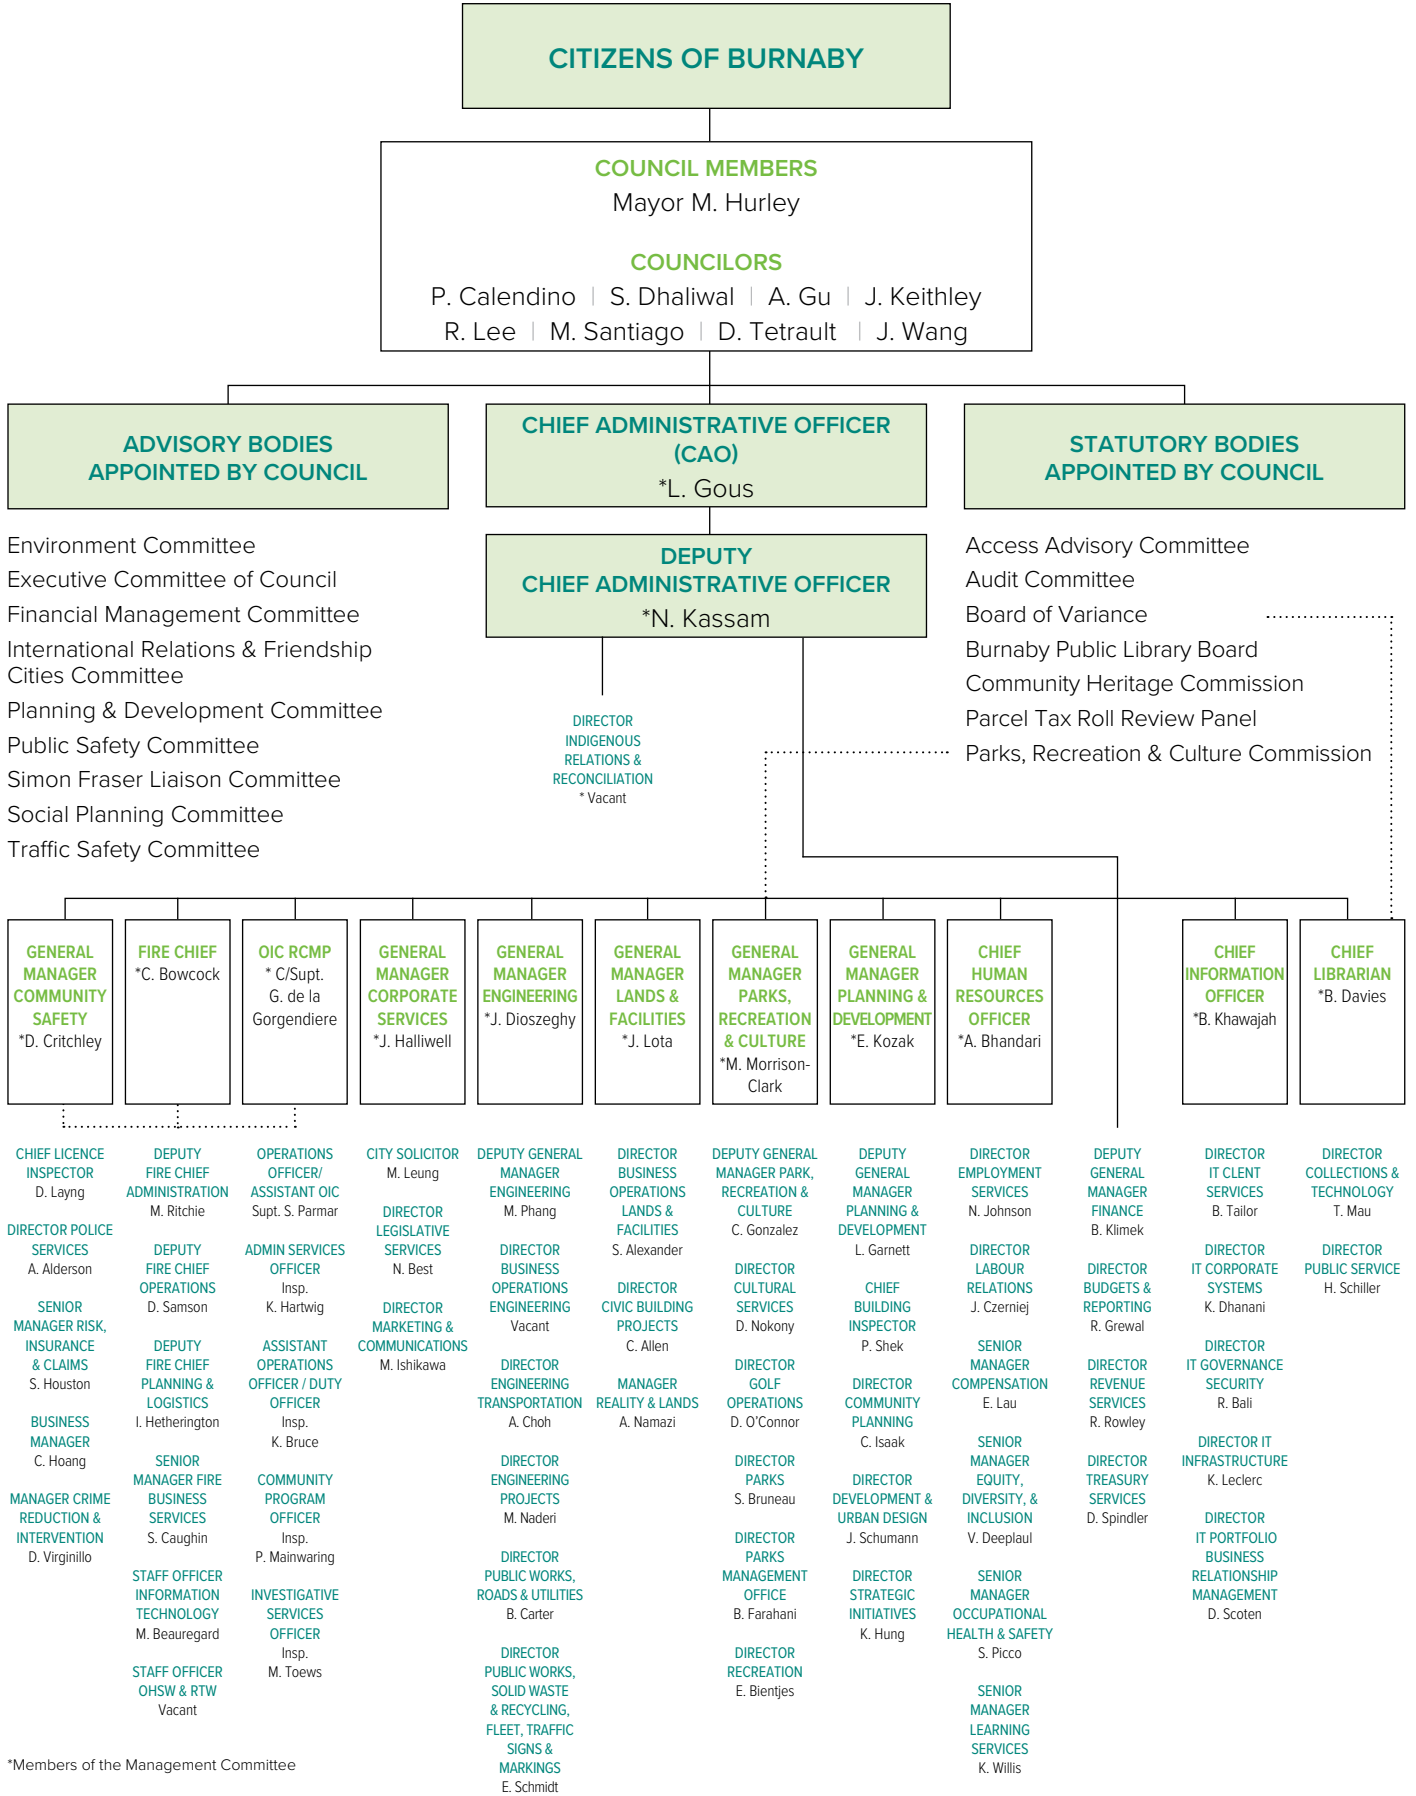 CITIZENS OF BURNABY
COUNCIL MEMBERS
Mayor M. Hurley
COUNCILORS
P. Calendino | S. Dhaliwal | A. Gu | J. Keithley
R. Lee | M. Santiago | D. Tetrault | J. Wang
ADVISORY BODIES
APPOINTED BY COUNCIL
Environment Committee
Executive Committee of Council
Financial Management Committee
International Relations & Friendship
Cities Committee
Planning & Development Committee
Public Safety Committee
Simon Fraser Liaison Committee
Social Planning Committee
Traffic Safety Committee
CHIEF ADMINISTRATIVE OFFICER
(CAO)
*L. Gous
DEPUTY
CHIEF ADMINISTRATIVE OFFICER
*N. Kassam
DIRECTOR
INDIGENOUS
RELATIONS &
RECONCILIATION
* Vacant
STATUTORY BODIES
APPOINTED BY COUNCIL
Access Advisory Committee
Audit Committee
Board of Variance
Burnaby Public Library Board
Community Heritage Commission
Parcel Tax Roll Review Panel
Parks, Recreation & Culture Commission
GENERAL
MANAGER
COMMUNITY
SAFETY
*D. Critchley
CHIEF LICENCE
INSPECTOR
D. Layng
DIRECTOR POLICE
SERVICES
A. Alderson
SENIOR
MANAGER RISK,
INSURANCE
& CLAIMS
S. Houston
BUSINESS
MANAGER
C. Hoang
MANAGER CRIME
REDUCTION &
INTERVENTION
D. Virginillo
FIRE CHIEF
*C. Bowcock
DEPUTY
FIRE CHIEF
ADMINISTRATION
M. Ritchie
DEPUTY
FIRE CHIEF
OPERATIONS
D. Samson
DEPUTY
FIRE CHIEF
PLANNING &
LOGISTICS
I. Hetherington
SENIOR
MANAGER FIRE
BUSINESS
SERVICES
S. Caughin
STAFF OFFICER
INFORMATION
TECHNOLOGY
M. Beauregard
STAFF OFFICER
OHSW & RTW
Vacant
OIC RCMP
* C/Supt.
G. de la
Gorgendiere
OPERATIONS
OFFICER/
ASSISTANT OIC
Supt. S. Parmar
ADMIN SERVICES
OFFICER
Insp.
K. Hartwig
ASSISTANT
OPERATIONS
OFFICER / DUTY
OFFICER
Insp.
K. Bruce
COMMUNITY
PROGRAM
OFFICER
Insp.
P. Mainwaring
INVESTIGATIVE
SERVICES
OFFICER
Insp.
M. Toews
GENERAL
MANAGER
CORPORATE
SERVICES
*J. Halliwell
CITY SOLICITOR
M. Leung
DIRECTOR
LEGISLATIVE
SERVICES
N. Best
DIRECTOR
MARKETING &
COMMUNICATIONS
M. Ishikawa
GENERAL
MANAGER
ENGINEERING
*J. Dioszeghy
DEPUTY GENERAL
MANAGER
ENGINEERING
M. Phang
DIRECTOR
BUSINESS
OPERATIONS
ENGINEERING
Vacant
DIRECTOR
ENGINEERING
TRANSPORTATION
A. Choh
DIRECTOR
ENGINEERING
PROJECTS
M. Naderi
DIRECTOR
PUBLIC WORKS,
ROADS & UTILITIES
B. Carter
DIRECTOR
PUBLIC WORKS,
SOLID WASTE
& RECYCLING,
FLEET, TRAFFIC
SIGNS &
MARKINGS
E. Schmidt
GENERAL
MANAGER
LANDS &
FACILITIES
*J. Lota
DIRECTOR
BUSINESS
OPERATIONS
LANDS &
FACILITIES
S. Alexander
DIRECTOR
CIVIC BUILDING
PROJECTS
C. Allen
MANAGER
REALITY & LANDS
A. Namazi
GENERAL
MANAGER
PARKS,
RECREATION
& CULTURE
*M. Morrison-
Clark
DEPUTY GENERAL
MANAGER PARK,
RECREATION &
CULTURE
C. Gonzalez
DIRECTOR
CULTURAL
SERVICES
D. Nokony
DIRECTOR
GOLF
OPERATIONS
D. O'Connor
DIRECTOR
PARKS
S. Bruneau
DIRECTOR
PARKS
MANAGEMENT
OFFICE
B. Farahani
DIRECTOR
RECREATION
E. Bientjes
GENERAL
MANAGER
PLANNING &
DEVELOPMENT
*E. Kozak
DEPUTY
GENERAL
MANAGER
PLANNING &
DEVELOPMENT
L. Garnett
CHIEF
BUILDING
INSPECTOR
P. Shek
DIRECTOR
COMMUNITY
PLANNING
C. Isaak
DIRECTOR
DEVELOPMENT &
URBAN DESIGN
J. Schumann
DIRECTOR
STRATEGIC
INITIATIVES
K. Hung
CHIEF
HUMAN
RESOURCES
OFFICER
*A. Bhandari
DIRECTOR
EMPLOYMENT
SERVICES
N. Johnson
DIRECTOR
LABOUR
RELATIONS
J. Czerniej
SENIOR
MANAGER
COMPENSATION
E. Lau
SENIOR
MANAGER
EQUITY,
DIVERSITY, &
INCLUSION
V. Deeplaul
SENIOR
MANAGER
OCCUPATIONAL
HEALTH & SAFETY
S. Picco
SENIOR
MANAGER
LEARNING
SERVICES
K. Willis
DEPUTY
GENERAL
MANAGER
FINANCE
B. Klimek
DIRECTOR
BUDGETS &
REPORTING
R. Grewal
DIRECTOR
REVENUE
SERVICES
R. Rowley
DIRECTOR
TREASURY
SERVICES
D. Spindler
CHIEF
INFORMATION
OFFICER
*B. Khawajah
DIRECTOR
IT CLENT
SERVICES
B. Tailor
DIRECTOR
IT CORPORATE
SYSTEMS
K. Dhanani
DIRECTOR
IT GOVERNANCE
SECURITY
R. Bali
DIRECTOR IT
INFRASTRUCTURE
K. Leclerc
DIRECTOR
IT PORTFOLIO
BUSINESS
RELATIONSHIP
MANAGEMENT
D. Scoten
CHIEF
LIBRARIAN
*B. Davies
DIRECTOR
COLLECTIONS &
TECHNOLOGY
T. Mau
DIRECTOR
PUBLIC SERVICE
H. Schiller
*Members of the Management Committee